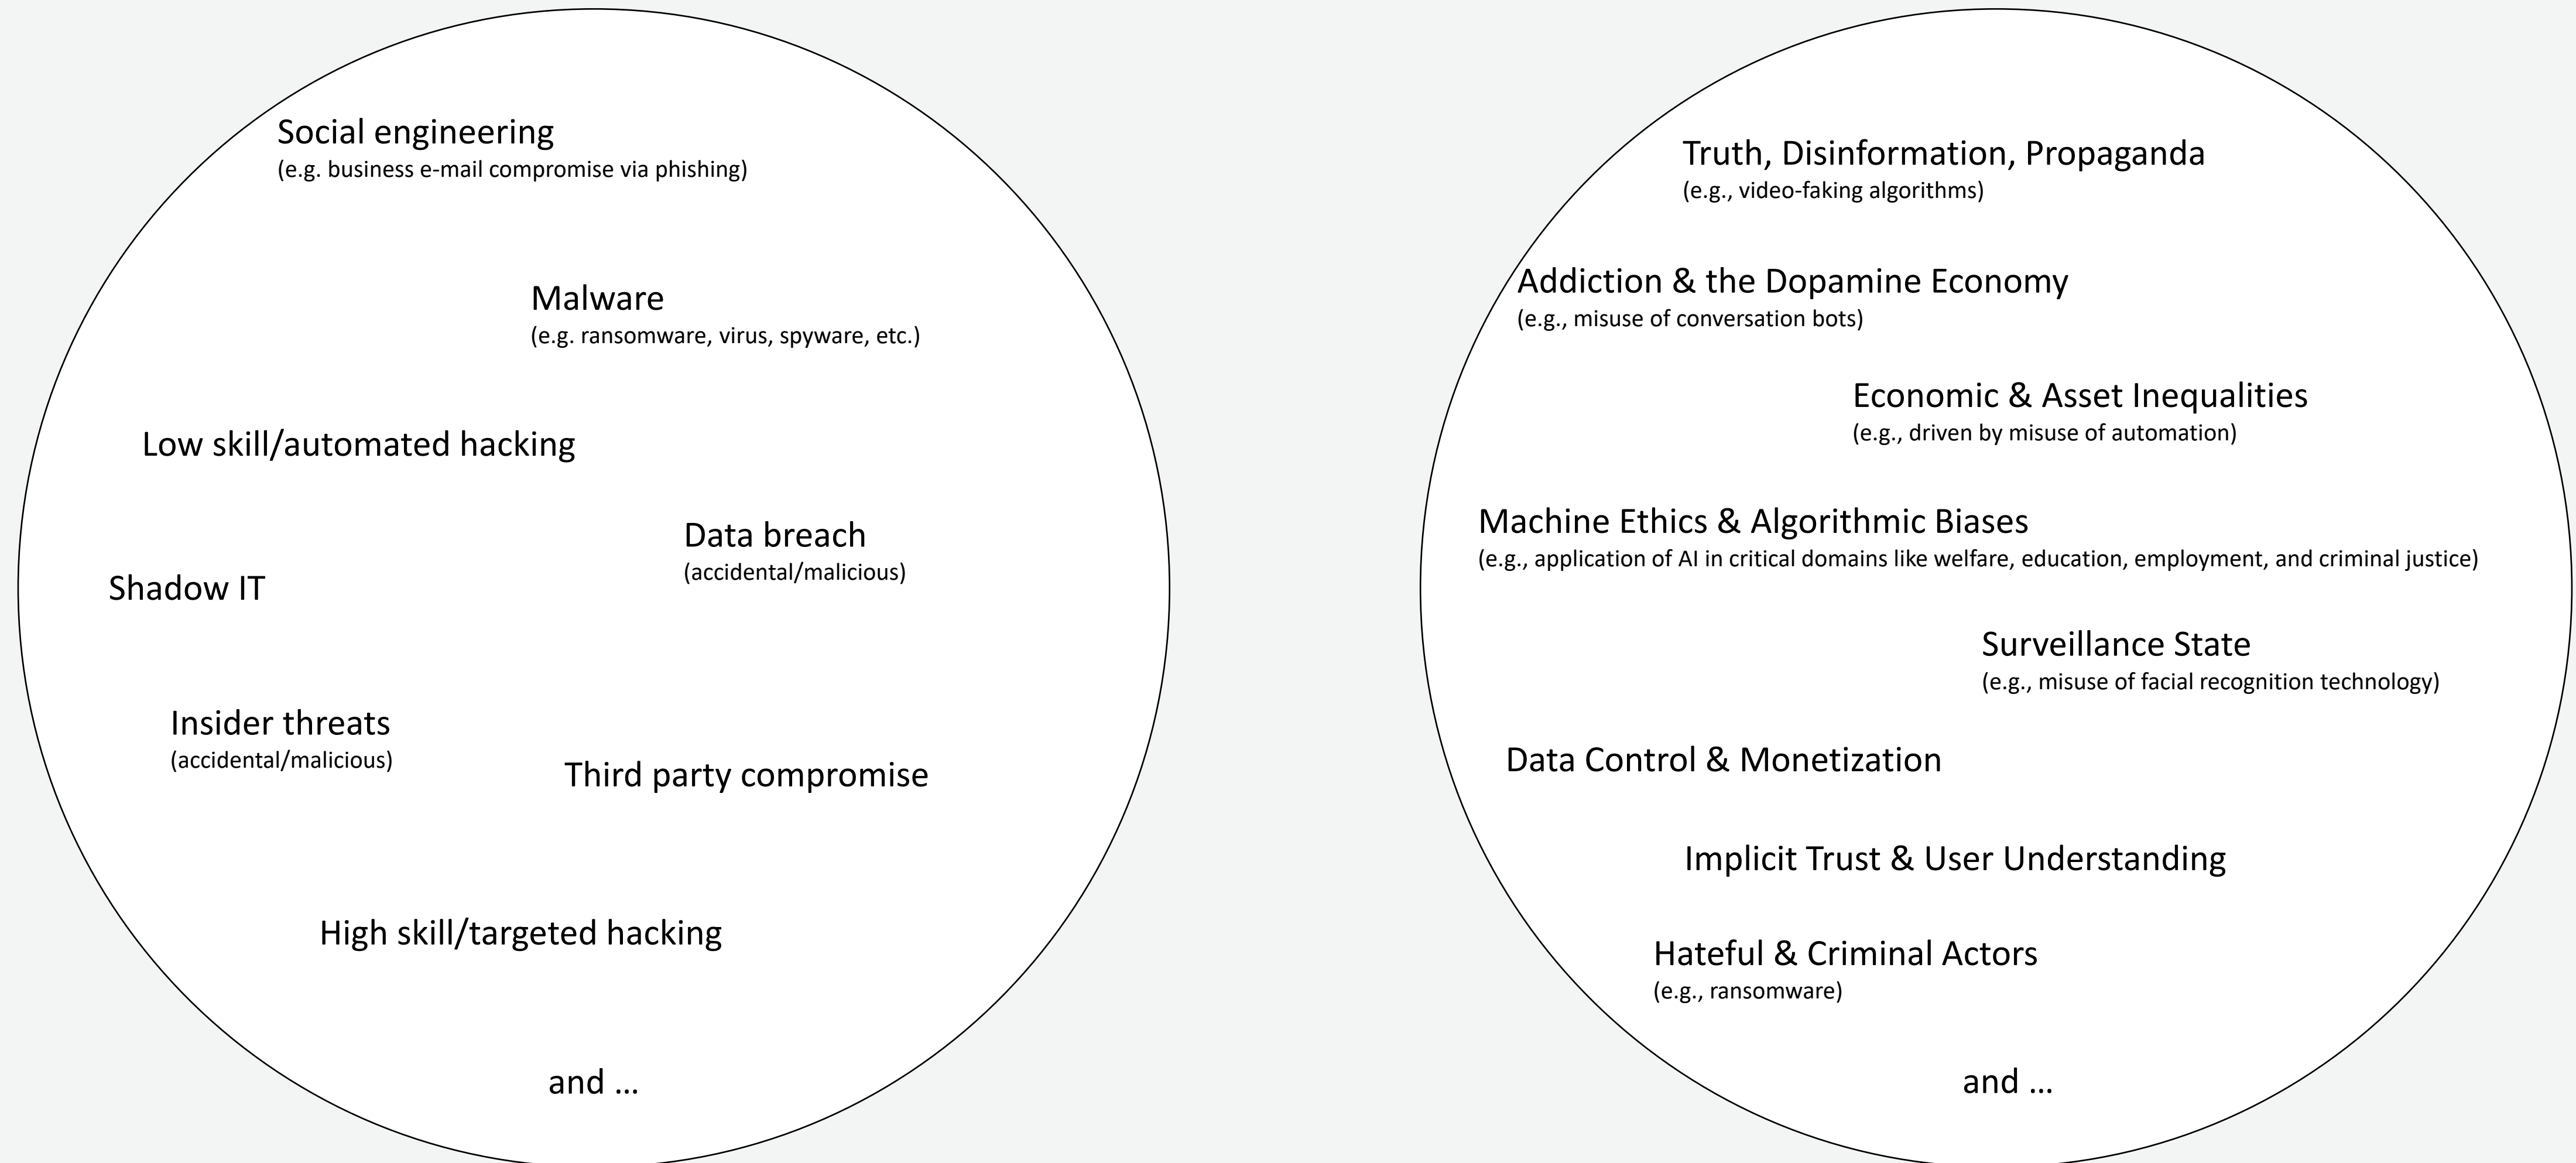 Social engineering
(e.g. business e-mail compromise via phishing)
Malware
(e.g. ransomware, virus, spyware, etc.)
Low skill/automated hacking
Data breach
(accidental/malicious)
Shadow IT
Insider threats
(accidental/malicious)
Third party compromise
High skill/targeted hacking
and ...
Truth, Disinformation, Propaganda
(e.g., video-faking algorithms)
Addiction & the Dopamine Economy
(e.g., misuse of conversation bots)
Economic & Asset Inequalities
(e.g., driven by misuse of automation)
Machine Ethics & Algorithmic Biases
(e.g., application of AI in critical domains like welfare, education, employment, and criminal justice)
Surveillance State
(e.g., misuse of facial recognition technology)
Data Control & Monetization
Implicit Trust & User Understanding
Hateful & Criminal Actors
(e.g., ransomware)
and ...